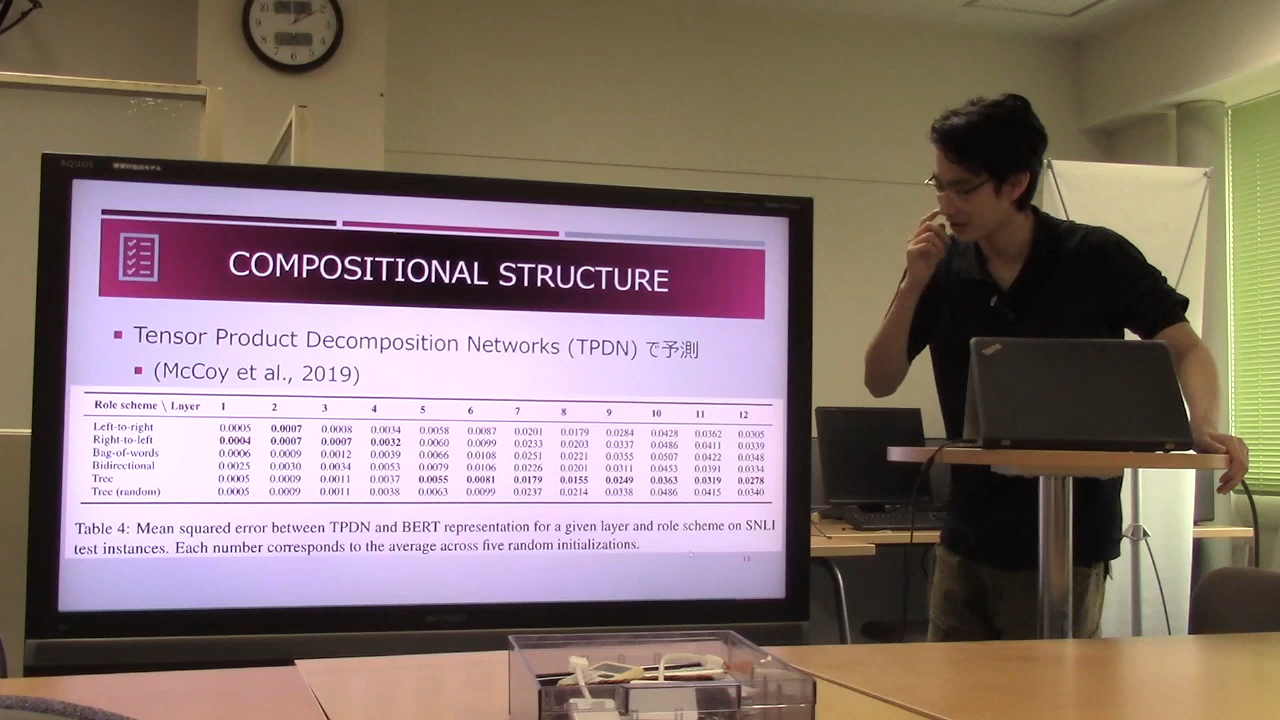 AQUOS
COMPOSITIONAL STRUCTURE
Tensor Product Decomposition Networks (TPDN) で予測
(McCoy et al., 2019)
Role scheme \ Layer 1 2 3 4 5 6 7 8 9 10 11 12
Left-to-right 0.0005 0.0007 0.0008 0.0034 0.0058 0.0087 0.0201 0.0179 0.0284 0.0428 0.0362 0.0305
Right-to-left 0.0004 0.0007 0.0007 0.0032 0.0060 0.0099 0.0233 0.0203 0.0337 0.0486 0.0411 0.0339
Bag-of-words 0.0006 0.0009 0.0012 0.0039 0.0066 0.0108 0.0251 0.0221 0.0355 0.0507 0.0422 0.0348
Bidirectional 0.0025 0.0030 0.0034 0.0053 0.0079 0.0106 0.0226 0.0201 0.0311 0.0453 0.0391 0.0334
Tree 0.0005 0.0009 0.0011 0.0037 0.0055 0.0081 0.0179 0.0155 0.0249 0.0363 0.0319 0.0278
Tree (random) 0.0005 0.0009 0.0011 0.0038 0.0063 0.0099 0.0237 0.0214 0.0338 0.0486 0.0415 0.0340
Table 4: Mean squared error between TPDN and BERT representation for a given layer and role scheme on SNLI
test instances. Each number corresponds to the average across five random initializations.
13